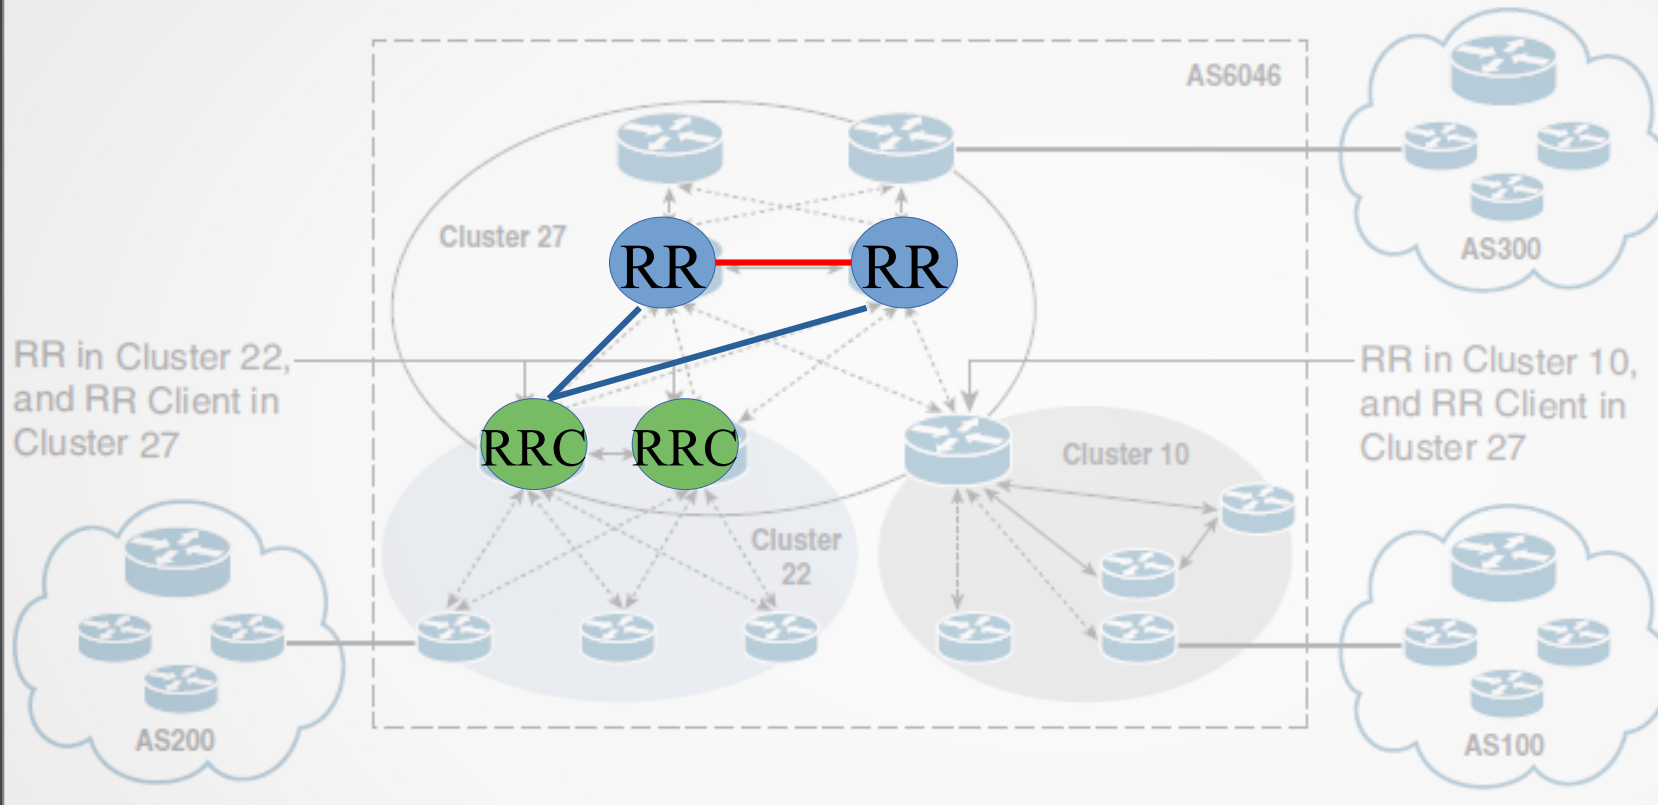 AS6046
Cluster 27
AS300
RR
RR
RR in Cluster 22,
and RR Client in
Cluster 27
RR in Cluster 10,
and RR Client in
Cluster 27
RRC
RRC
Cluster 10
Cluster
22
AS200
AS100